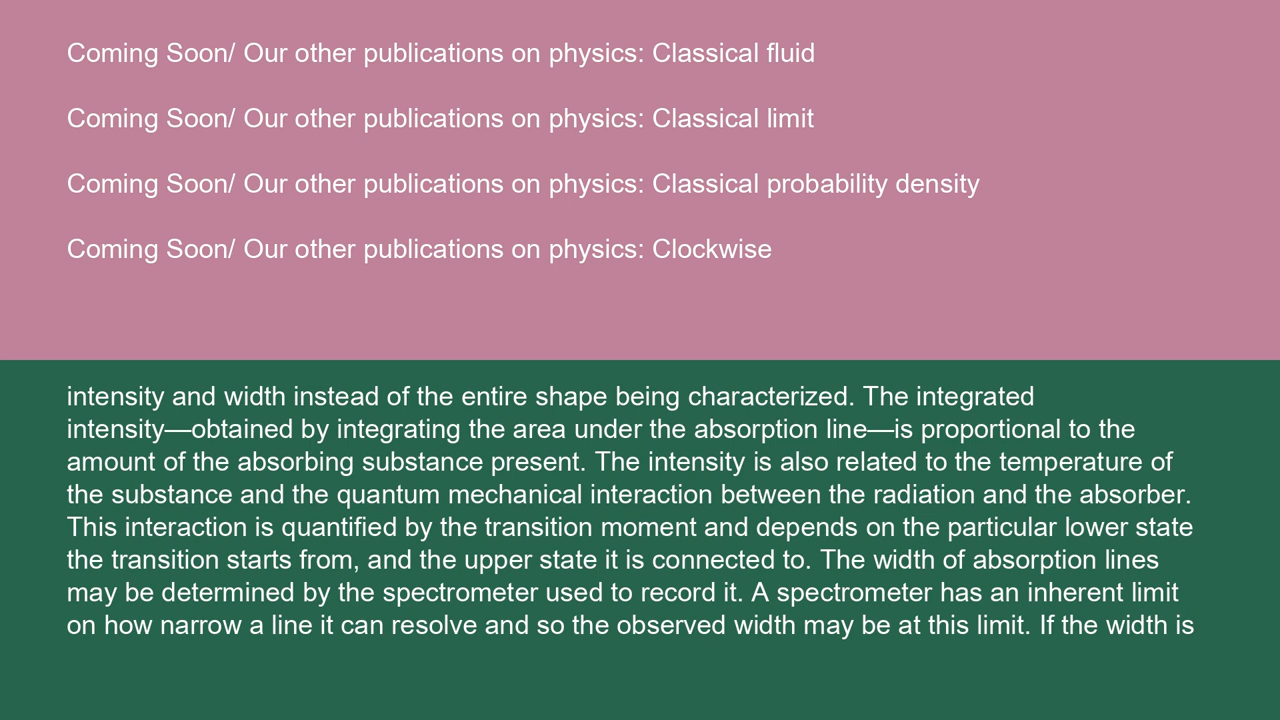 Coming Soon/ Our other publications on physics: Classical fluid
Coming Soon/ Our other publications on physics: Classical limit
Coming Soon/ Our other publications on physics: Classical probability density
Coming Soon/ Our other publications on physics: Clockwise
intensity and width instead of the entire shape being characterized. The integrated
intensity—obtained by integrating the area under the absorption line—is proportional to the
amount of the absorbing substance present. The intensity is also related to the temperature of
the substance and the quantum mechanical interaction between the radiation and the absorber.
This interaction is quantified by the transition moment and depends on the particular lower state
the transition starts from, and the upper state it is connected to. The width of absorption lines
may be determined by the spectrometer used to record it. A spectrometer has an inherent limit
on how narrow a line it can resolve and so the observed width may be at this limit. If the width is